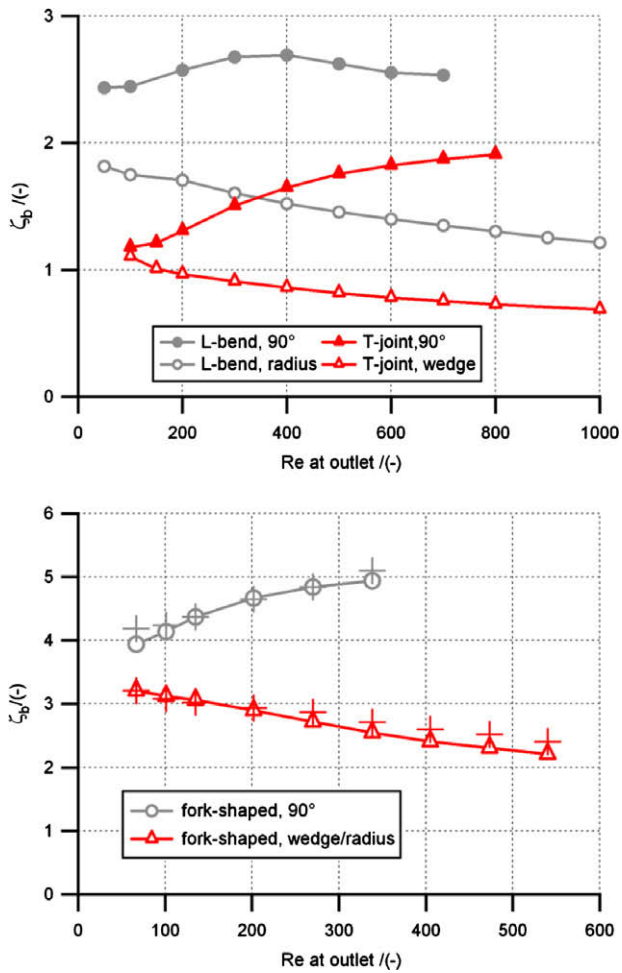 3
2
1
0
ζb /(-)
L-bend, 90° T-joint,90°
L-bend, radius T-joint, wedge
200 400 600 800 1000
Re at outlet /(-)
6
5
4
3
2
1
0
ζb/(-)
fork-shaped, 90°
fork-shaped, wedge/radius
100 200 300 400 500 600
Re at outlet /(-)